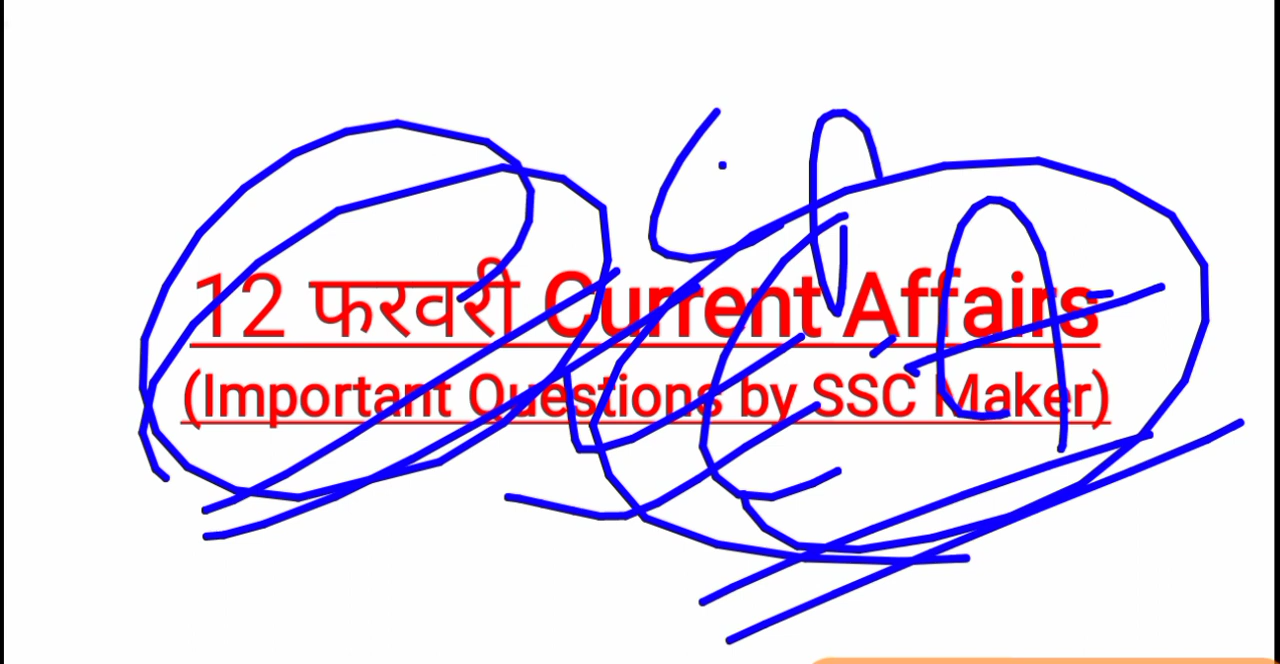 12 फरवरी Current Affairs
(Important Questions by SSC Maker)